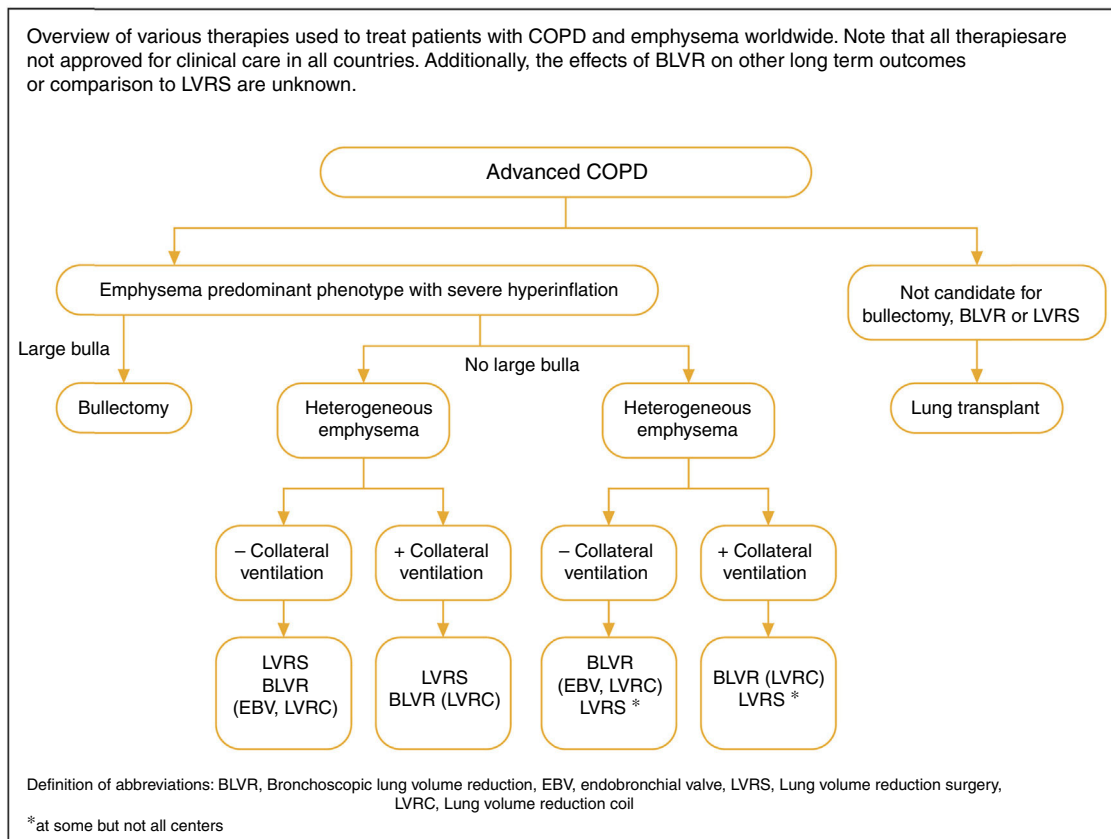 Overview of various therapies used to treat patients with COPD and emphysema worldwide. Note that all therapiesare
not approved for clinical care in all countries. Additionally, the effects of BLVR on other long term outcomes
or comparison to LVRS are unknown.
Advanced COPD
Emphysema predominant phenotype with severe hyperinflation
Not candidate for
bullectomy, BLVR or LVRS
Large bulla
No large bulla
Bullectomy
Heterogeneous
emphysema
Heterogeneous
emphysema
Lung transplant
– Collateral
ventilation
+ Collateral
ventilation
– Collateral
ventilation
+ Collateral
ventilation
LVRS
BLVR
(EBV, LVRC)
LVRS
BLVR (LVRC)
BLVR
(EBV, LVRC)
LVRS *
BLVR (LVRC)
LVRS *
Definition of abbreviations: BLVR, Bronchoscopic lung volume reduction, EBV, endobronchial valve, LVRS, Lung volume reduction surgery,
LVRC, Lung volume reduction coil
*at some but not all centers